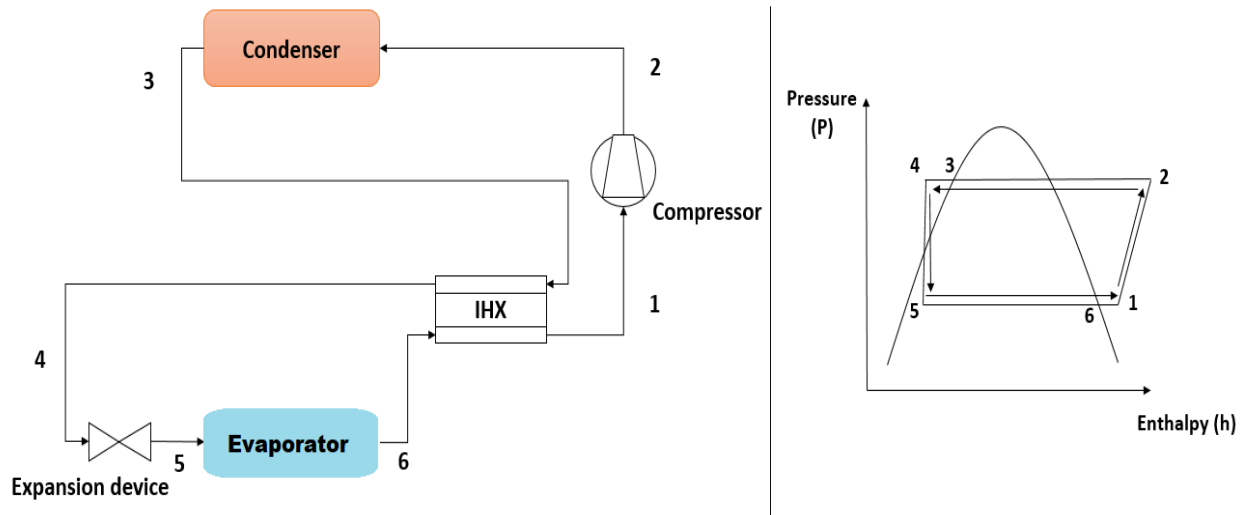 Condenser
2
3
Compressor
IHX
1
4
Evaporator
5
6
Expansion device
Pressure
(P)
4 3
2
5
6
1
Enthalpy (h)